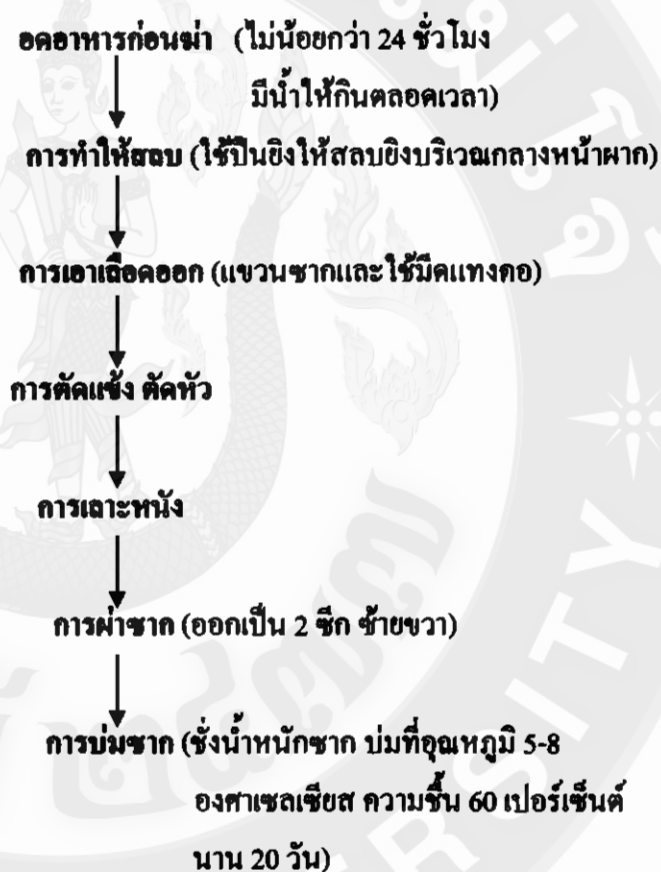 อดอาหารก่อนฆ่า (ไม่น้อยกว่า 24 ชั่วโมง
มีน้ำให้กินตลอดเวลา)
การทำให้สลบ (ใช้ปืนยิงให้สลบยิงบริเวณกลางหน้าผาก)
การเอาเลือดออก (แขวนซากและใช้มีดแทงคอ)
การตัดแข้ง ตัดหัว
การเลาะหนัง
การผ่าซาก (ออกเป็น 2 ซีก ซ้ายขวา)
การบ่มซาก (ชั่งน้ำหนักซาก บ่มที่อุณหภูมิ 5-8
องศาเซลเซียส ความชื้น 60 เปอร์เซ็นต์
นาน 20 วัน)